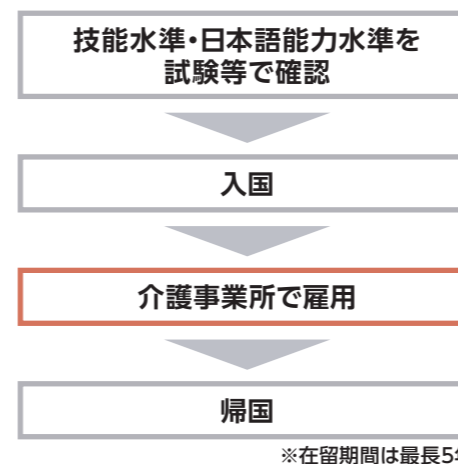 技能水準・日本語能力水準を
試験等で確認
入国
介護事業所で雇用
帰国
※在留期間は最長5年